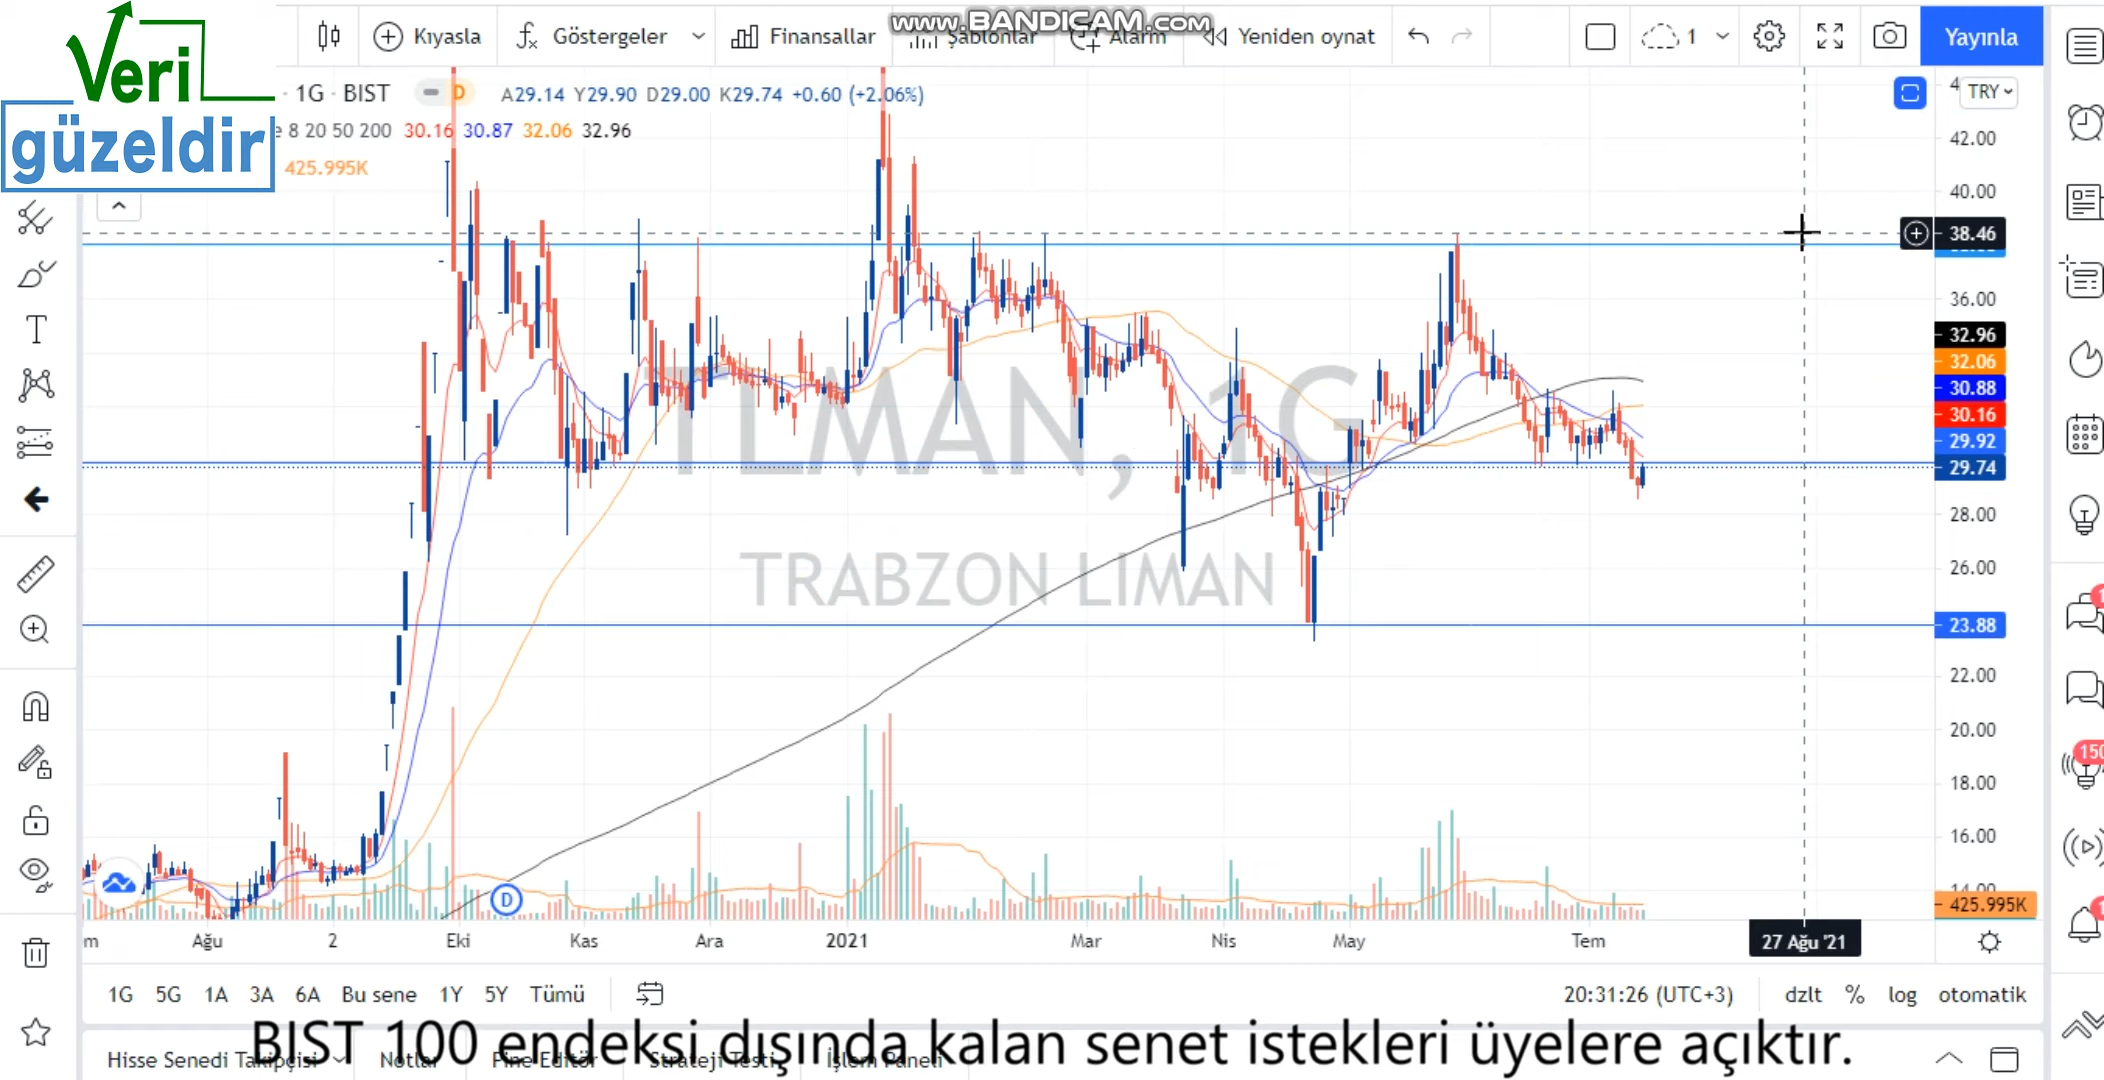 www.BANDICAM.com
Veri
güzeldir
Kıyasla
Göstergeler
Finansallar
Şablonlar
Alarm
Yeniden oynat
1
Yayınla
· 1G · BIST
D
A29.14 Y29.90 D29.00 K29.74 +0.60 (+2.06%)
e 8 20 50 200 30.16 30.87 32.06 32.96
425.995K
TRY
42.00
40.00
38.46
36.00
32.96
32.06
30.88
30.16
29.92
29.74
28.00
26.00
23.88
22.00
20.00
18.00
16.00
14.00
425.995K
TLMAN, 1G
TRABZON LİMAN
D
150
m Ağu 2 Eki Kas Ara 2021 Mar Nis May Tem 27 Ağu '21
1G 5G 1A 3A 6A Bu sene 1Y 5Y Tümü
20:31:26 (UTC+3) dzlt % log otomatik
BIST 100 endeksi dışında kalan senet istekleri üyelere açıktır.
Hisse Senedi Takipçisi Notlar Pine Editör Strateji Testi İşlem Paneli